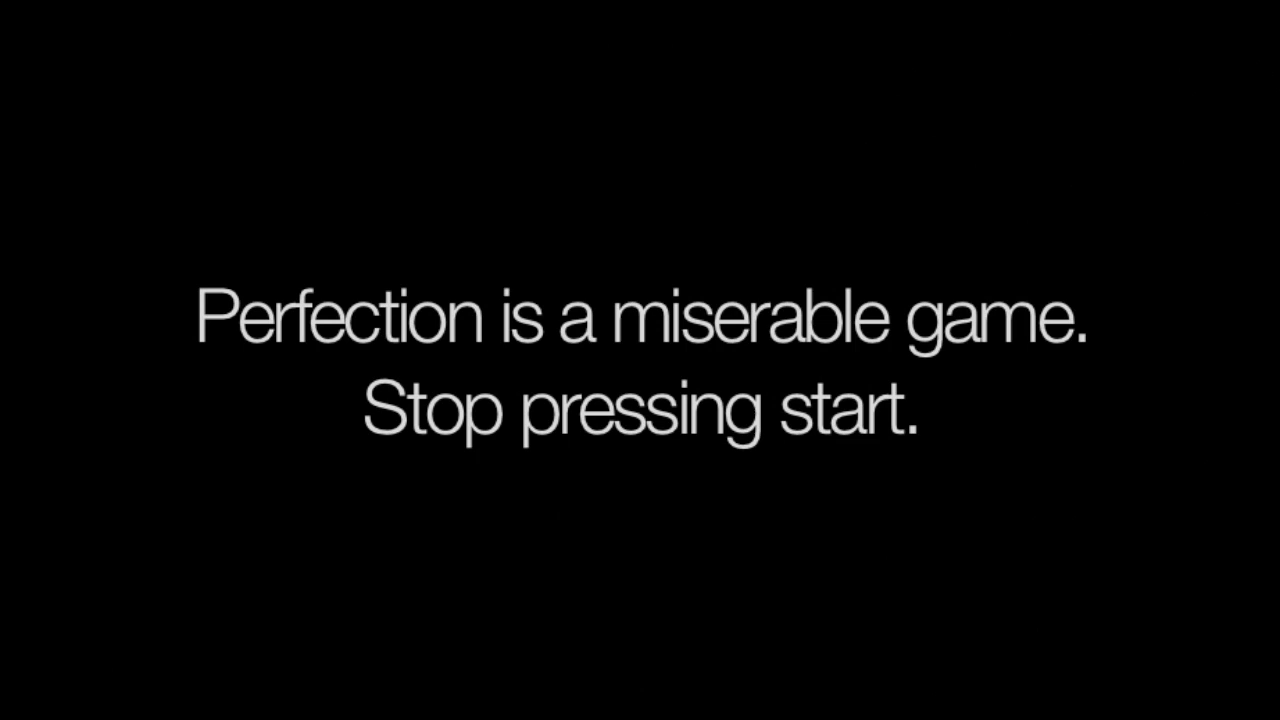 Perfection is a miserable game.
Stop pressing start.